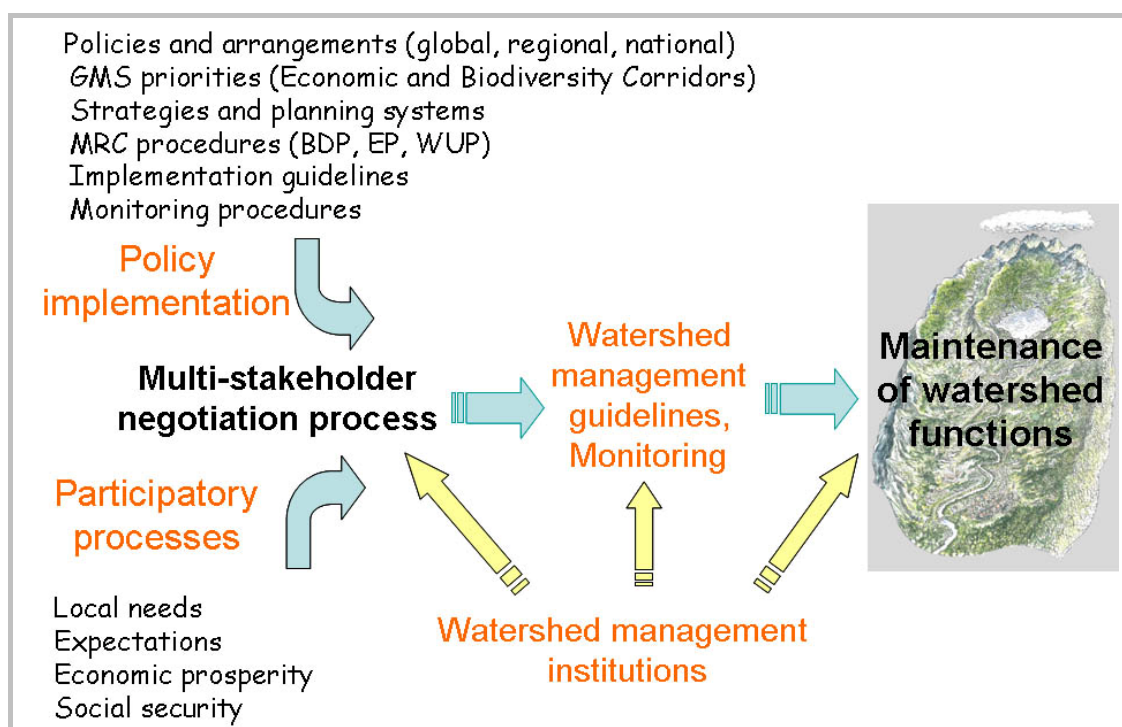 Policies and arrangements (global, regional, national)
GMS priorities (Economic and Biodiversity Corridors)
Strategies and planning systems
MRC procedures (BDP, EP, WUP)
Implementation guidelines
Monitoring procedures
Policy
implementation
Multi-stakeholder
negotiation process
Watershed
management
guidelines,
Monitoring
Maintenance
of watershed
functions
Participatory
processes
Local needs
Expectations
Economic prosperity
Social security
Watershed management
institutions